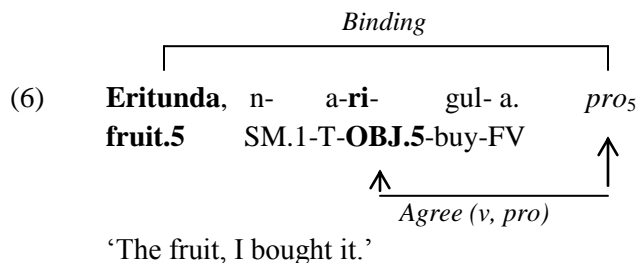 Binding
(6) Eritunda, n- a-ri- gul- a. pro5
fruit.5 SM.1-T-OBJ.5-buy-FV
Agree (v, pro)
‘The fruit, I bought it.’